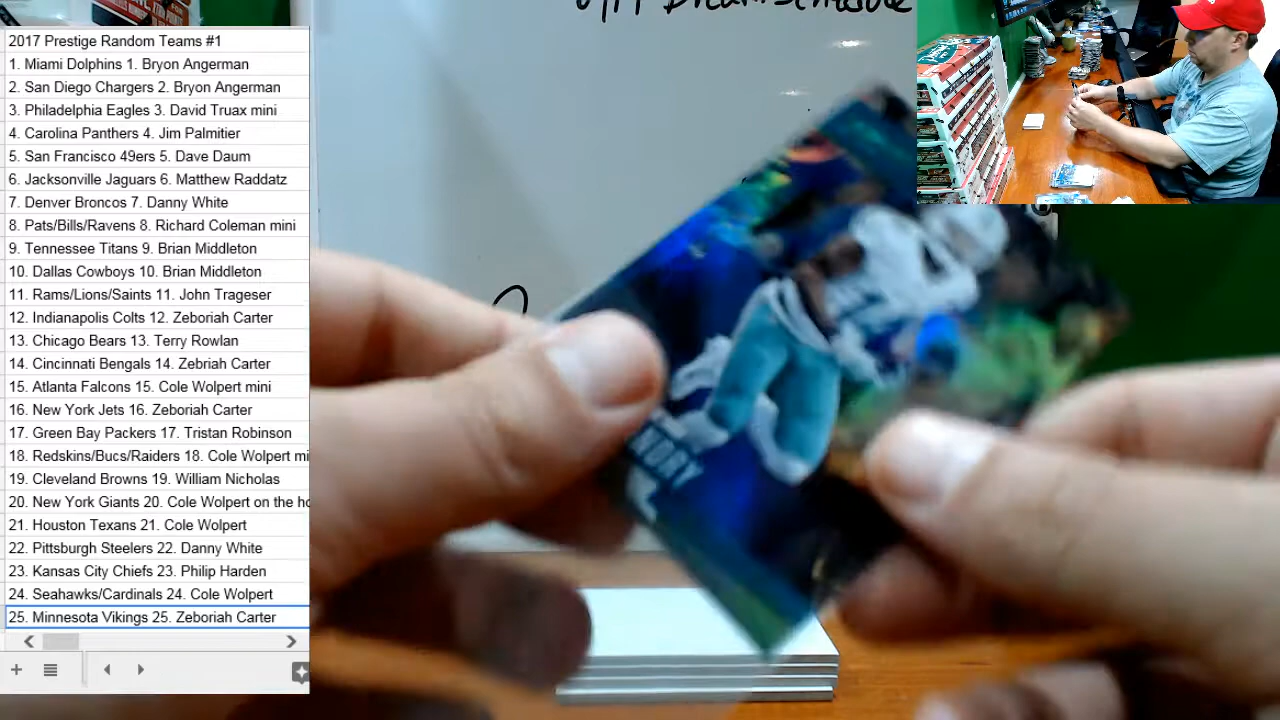 2017 Prestige Random Teams #1
1. Miami Dolphins 1. Bryon Angerman
2. San Diego Chargers 2. Bryon Angerman
3. Philadelphia Eagles 3. David Truax mini
4. Carolina Panthers 4. Jim Palmitier
5. San Francisco 49ers 5. Dave Daum
6. Jacksonville Jaguars 6. Matthew Raddatz
7. Denver Broncos 7. Danny White
8. Pats/Bills/Ravens 8. Richard Coleman mini
9. Tennessee Titans 9. Brian Middleton
10. Dallas Cowboys 10. Brian Middleton
11. Rams/Lions/Saints 11. John Trageser
12. Indianapolis Colts 12. Zeboriah Carter
13. Chicago Bears 13. Terry Rowlan
14. Cincinnati Bengals 14. Zebriah Carter
15. Atlanta Falcons 15. Cole Wolpert mini
16. New York Jets 16. Zeboriah Carter
17. Green Bay Packers 17. Tristan Robinson
18. Redskins/Bucs/Raiders 18. Cole Wolpert mi
19. Cleveland Browns 19. William Nicholas
20. New York Giants 20. Cole Wolpert on the ho
21. Houston Texans 21. Cole Wolpert
22. Pittsburgh Steelers 22. Danny White
23. Kansas City Chiefs 23. Philip Harden
24. Seahawks/Cardinals 24. Cole Wolpert
25. Minnesota Vikings 25. Zeboriah Carter